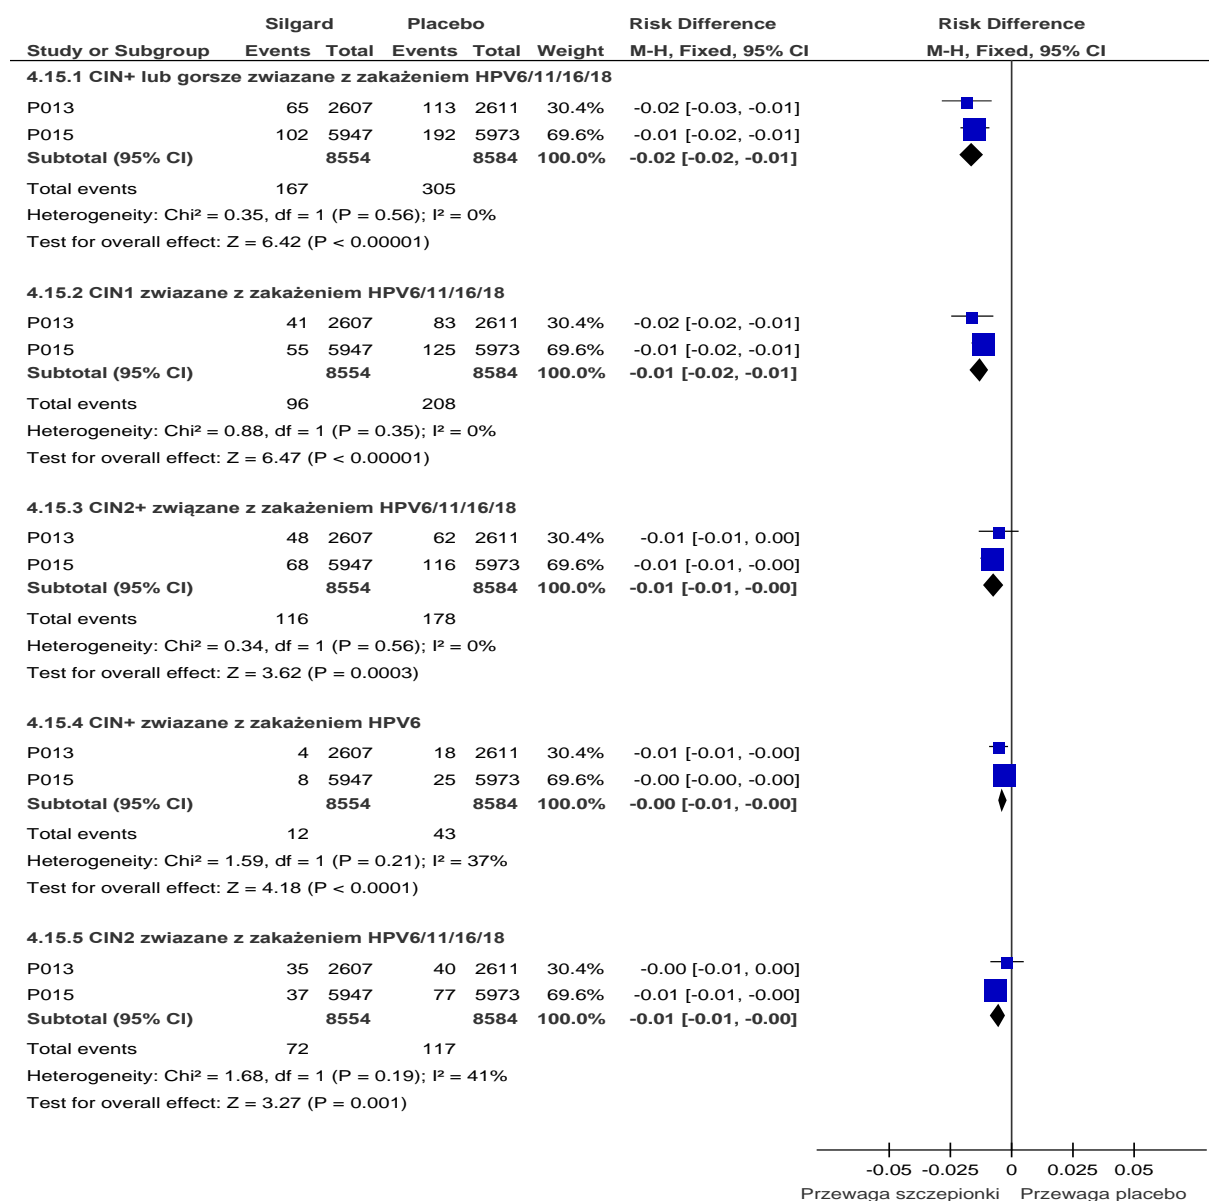 Silgard Placebo Risk Difference Risk Difference
Study or Subgroup Events Total Events Total Weight M-H, Fixed, 95% CI M-H, Fixed, 95% CI
4.15.1 CIN+ lub gorsze zwiazane z zakażeniem HPV6/11/16/18
P013 65 2607 113 2611 30.4% -0.02 [-0.03, -0.01]
P015 102 5947 192 5973 69.6% -0.01 [-0.02, -0.01]
Subtotal (95% CI) 8554 8584 100.0% -0.02 [-0.02, -0.01]
Total events 167 305
Heterogeneity: Chi² = 0.35, df = 1 (P = 0.56); I² = 0%
Test for overall effect: Z = 6.42 (P < 0.00001)
4.15.2 CIN1 zwiazane z zakażeniem HPV6/11/16/18
P013 41 2607 83 2611 30.4% -0.02 [-0.02, -0.01]
P015 55 5947 125 5973 69.6% -0.01 [-0.02, -0.01]
Subtotal (95% CI) 8554 8584 100.0% -0.01 [-0.02, -0.01]
Total events 96 208
Heterogeneity: Chi² = 0.88, df = 1 (P = 0.35); I² = 0%
Test for overall effect: Z = 6.47 (P < 0.00001)
4.15.3 CIN2+ związane z zakażeniem HPV6/11/16/18
P013 48 2607 62 2611 30.4% -0.01 [-0.01, 0.00]
P015 68 5947 116 5973 69.6% -0.01 [-0.01, -0.00]
Subtotal (95% CI) 8554 8584 100.0% -0.01 [-0.01, -0.00]
Total events 116 178
Heterogeneity: Chi² = 0.34, df = 1 (P = 0.56); I² = 0%
Test for overall effect: Z = 3.62 (P = 0.0003)
4.15.4 CIN+ zwiazane z zakażeniem HPV6
P013 4 2607 18 2611 30.4% -0.01 [-0.01, -0.00]
P015 8 5947 25 5973 69.6% -0.00 [-0.00, -0.00]
Subtotal (95% CI) 8554 8584 100.0% -0.00 [-0.01, -0.00]
Total events 12 43
Heterogeneity: Chi² = 1.59, df = 1 (P = 0.21); I² = 37%
Test for overall effect: Z = 4.18 (P < 0.0001)
4.15.5 CIN2 zwiazane z zakażeniem HPV6/11/16/18
P013 35 2607 40 2611 30.4% -0.00 [-0.01, 0.00]
P015 37 5947 77 5973 69.6% -0.01 [-0.01, -0.00]
Subtotal (95% CI) 8554 8584 100.0% -0.01 [-0.01, -0.00]
Total events 72 117
Heterogeneity: Chi² = 1.68, df = 1 (P = 0.19); I² = 41%
Test for overall effect: Z = 3.27 (P = 0.001)
-0.05 -0.025 0 0.025 0.05
Przewaga szczepionki Przewaga placebo